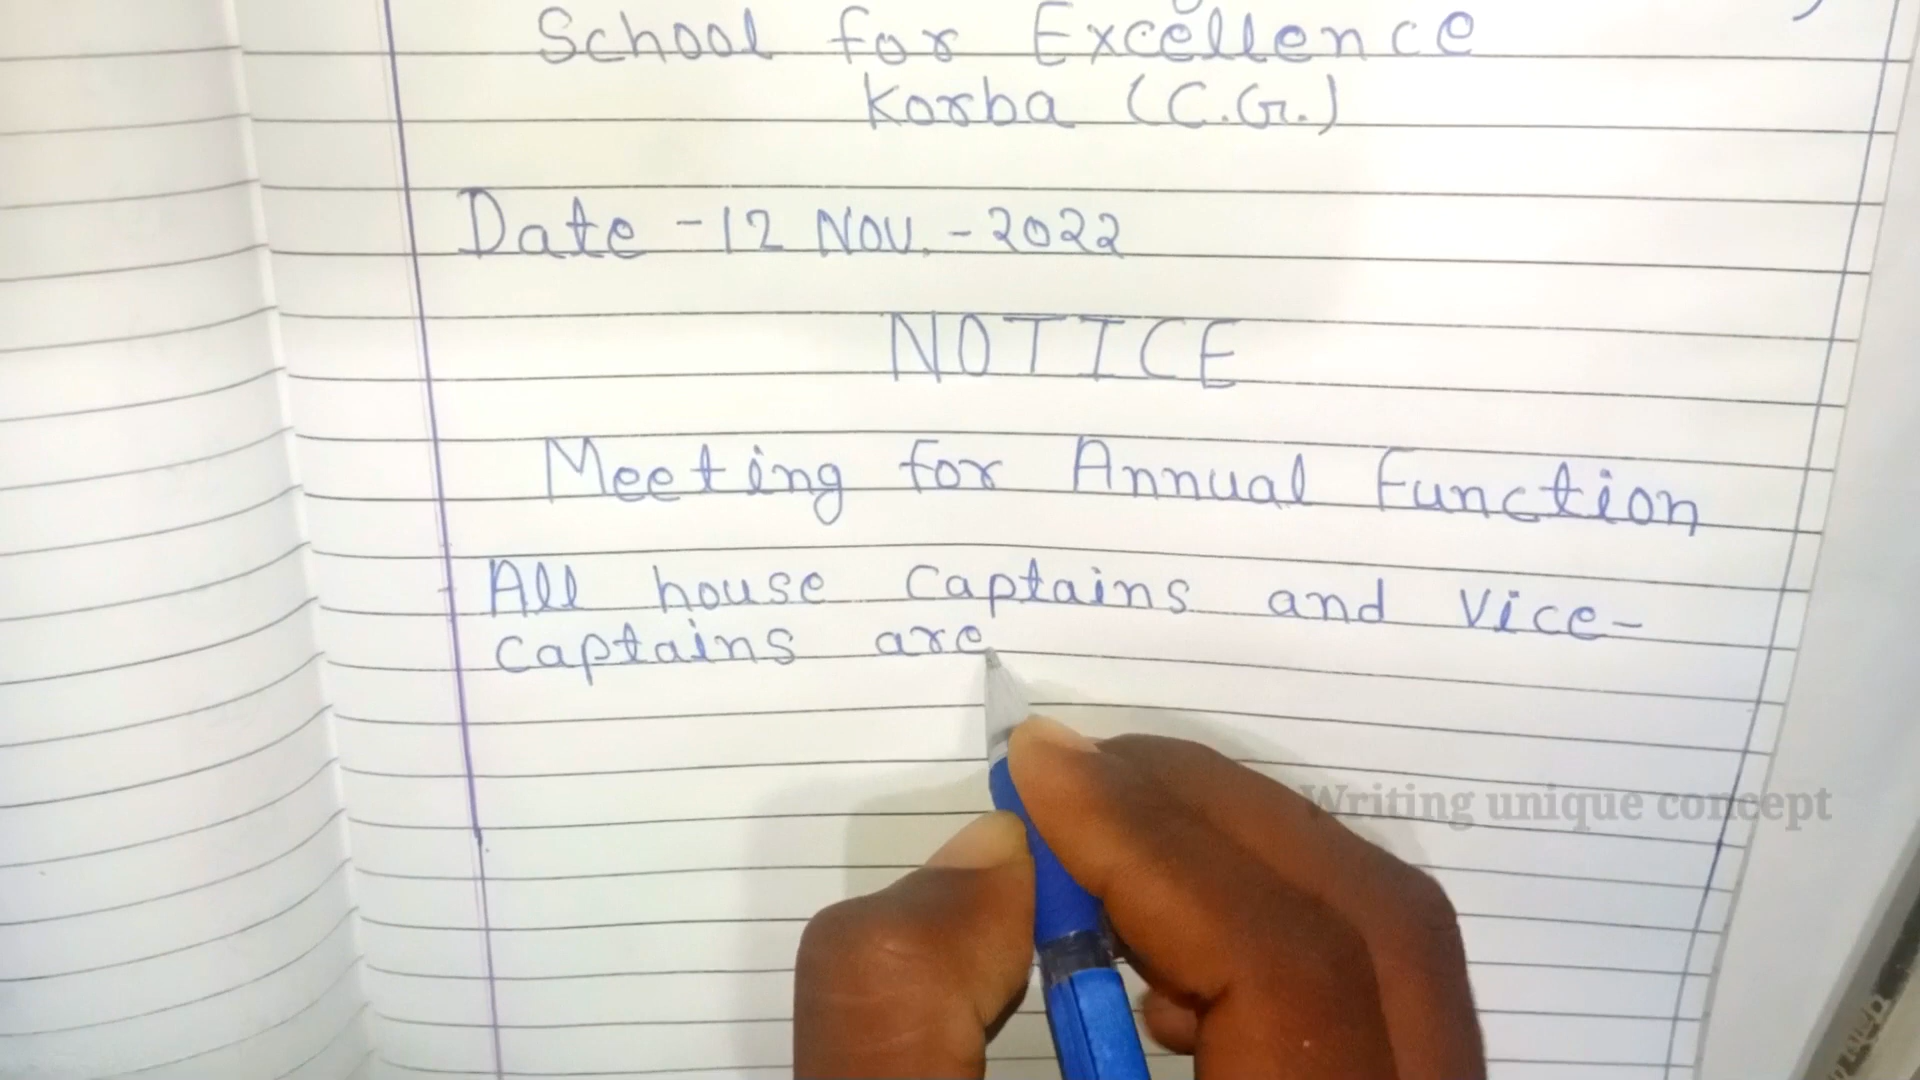 School for Excellence
Korba (C.G.)
Date - 12 Nov. - 2022
NOTICE
Meeting for Annual Function
All house captains and Vice-
captains are
Writing unique concept